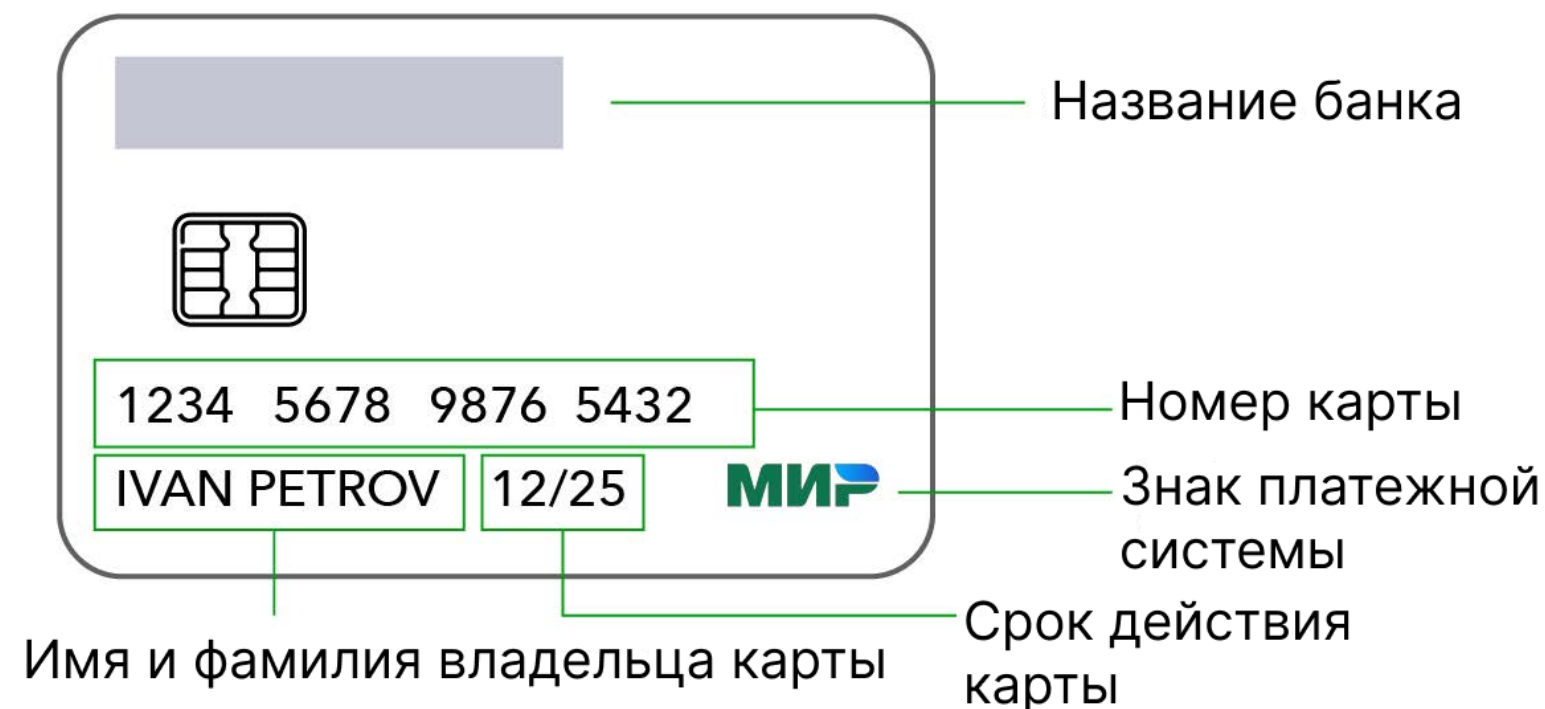 Название банка
1234 5678 9876 5432
Номер карты
IVAN PETROV 12/25
МИР
Знак платежной
системы
Срок действия
карты
Имя и фамилия владельца карты